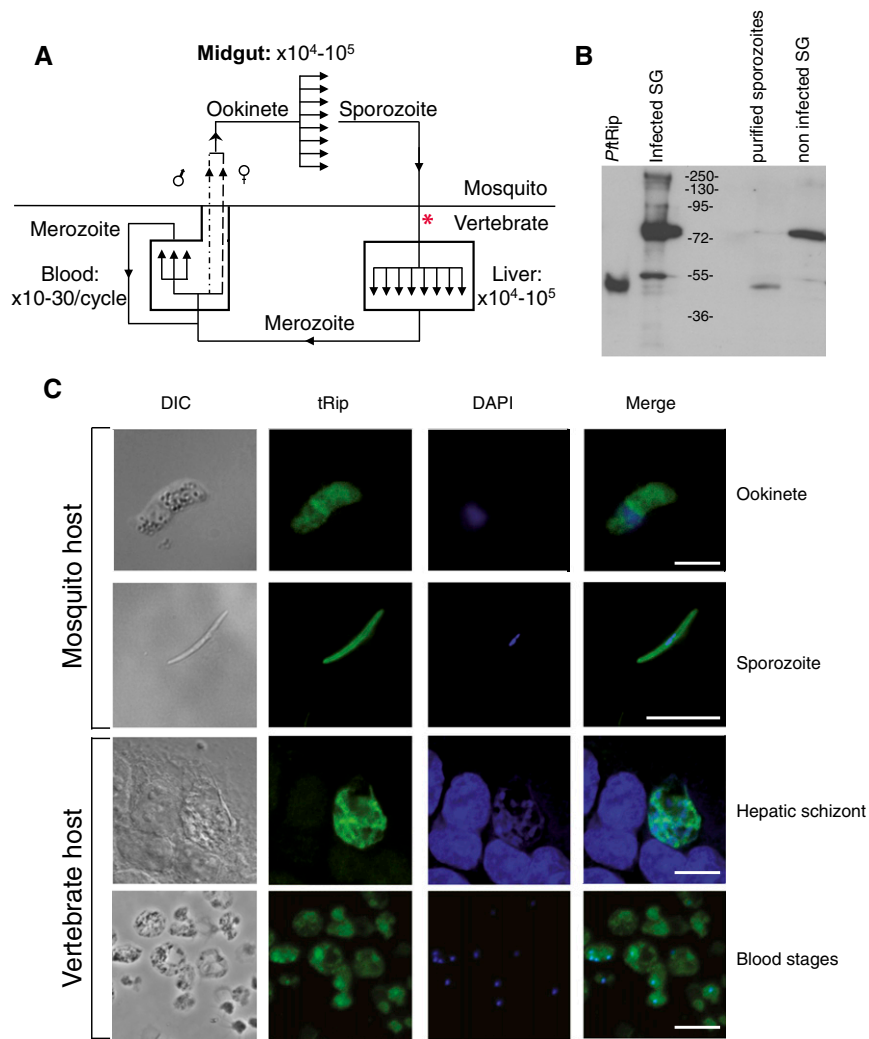 A
Midgut: x10⁴-10⁵
Ookinete
Sporozoite
♂
♀
Mosquito
*
Vertebrate
Merozoite
Blood:
x10-30/cycle
Liver:
x10⁴-10⁵
Merozoite
B
PftRip
Infected SG
purified sporozoites
non infected SG
-250-
-130-
-95-
-72-
-55-
-36-
C
DIC
tRip
DAPI
Merge
Mosquito host
Ookinete
Sporozoite
Vertebrate host
Hepatic schizont
Blood stages